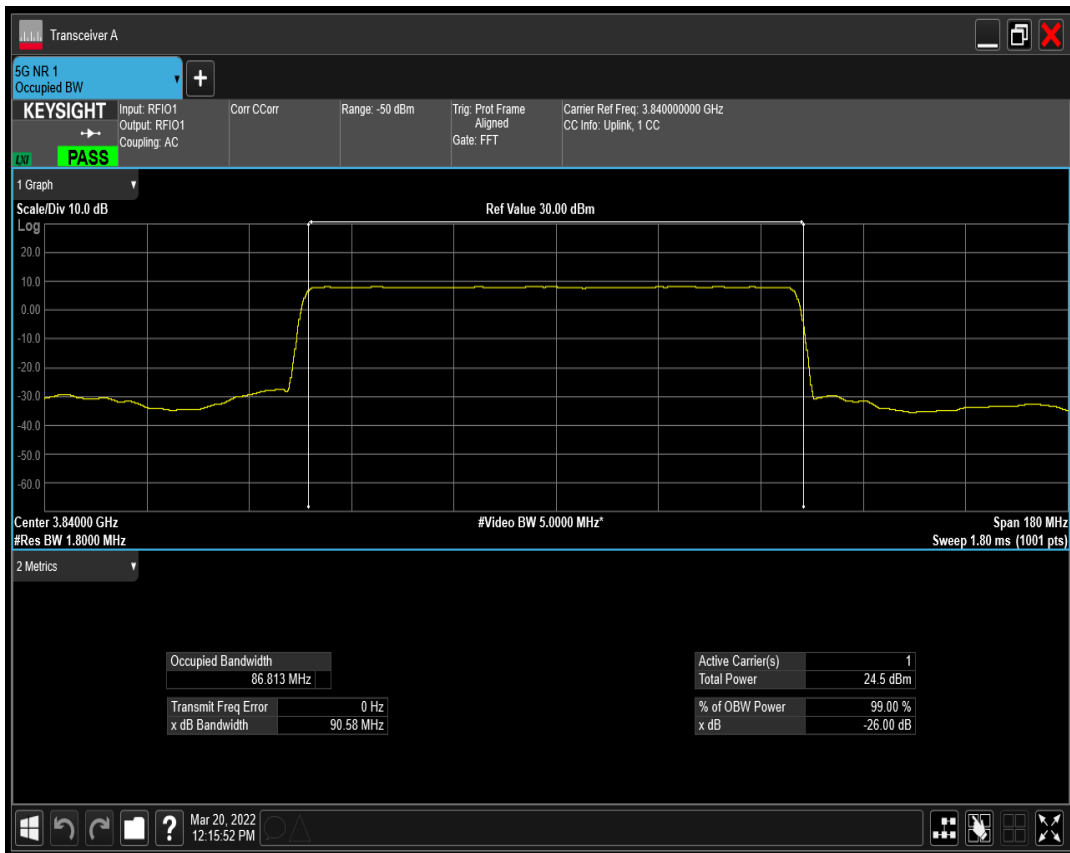 Transceiver A
5G NR 1
Occupied BW
KEYSIGHT
LXI
PASS
Input: RFIO1
Output: RFIO1
Coupling: AC
Corr CCorr
Range: -50 dBm
Trig: Prot Frame
Aligned
Gate: FFT
Carrier Ref Freq: 3.840000000 GHz
CC Info: Uplink, 1 CC
1 Graph
Scale/Div 10.0 dB
Ref Value 30.00 dBm
Log
20.0
10.0
0.00
-10.0
-20.0
-30.0
-40.0
-50.0
-60.0
Center 3.84000 GHz
#Video BW 5.0000 MHz*
Span 180 MHz
#Res BW 1.8000 MHz
Sweep 1.80 ms (1001 pts)
2 Metrics
Occupied Bandwidth
86.813 MHz
Transmit Freq Error 0 Hz
x dB Bandwidth 90.58 MHz
Active Carrier(s) 1
Total Power 24.5 dBm
% of OBW Power 99.00 %
x dB -26.00 dB
Mar 20, 2022
12:15:52 PM